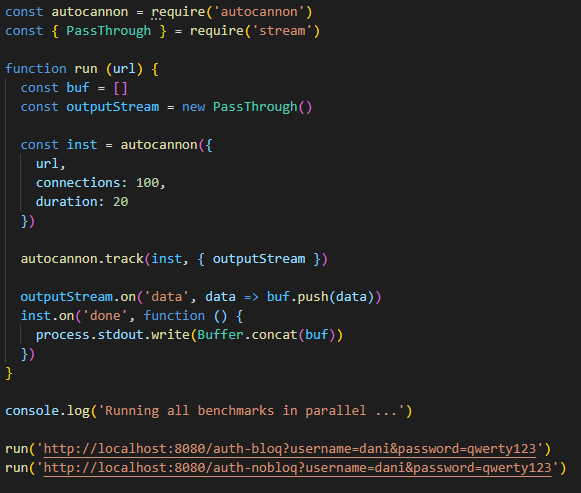 const autocannon = require('autocannon')
const { PassThrough } = require('stream')

function run (url) {
  const buf = []
  const outputStream = new PassThrough()

  const inst = autocannon({
    url,
    connections: 100,
    duration: 20
  })

  autocannon.track(inst, { outputStream })

  outputStream.on('data', data => buf.push(data))
  inst.on('done', function () {
    process.stdout.write(Buffer.concat(buf))
  })
}

console.log('Running all benchmarks in parallel ...')

run('http://localhost:8080/auth-bloq?username=dani&password=qwerty123')
run('http://localhost:8080/auth-nobloq?username=dani&password=qwerty123')